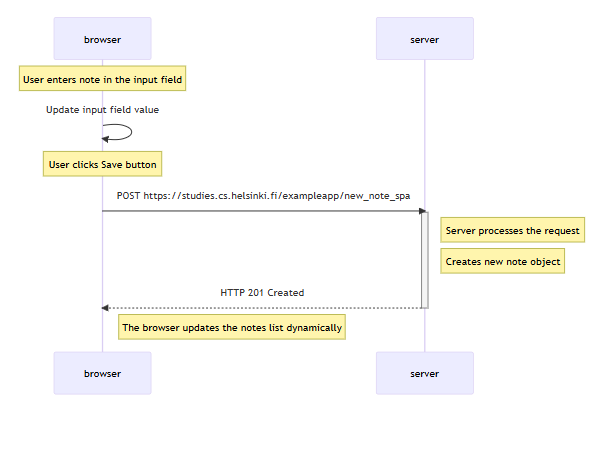 browser
server
User enters note in the input field
Update input field value
User clicks Save button
POST https://studies.cs.helsinki.fi/exampleapp/new_note_spa
Server processes the request
Creates new note object
HTTP 201 Created
The browser updates the notes list dynamically
browser
server